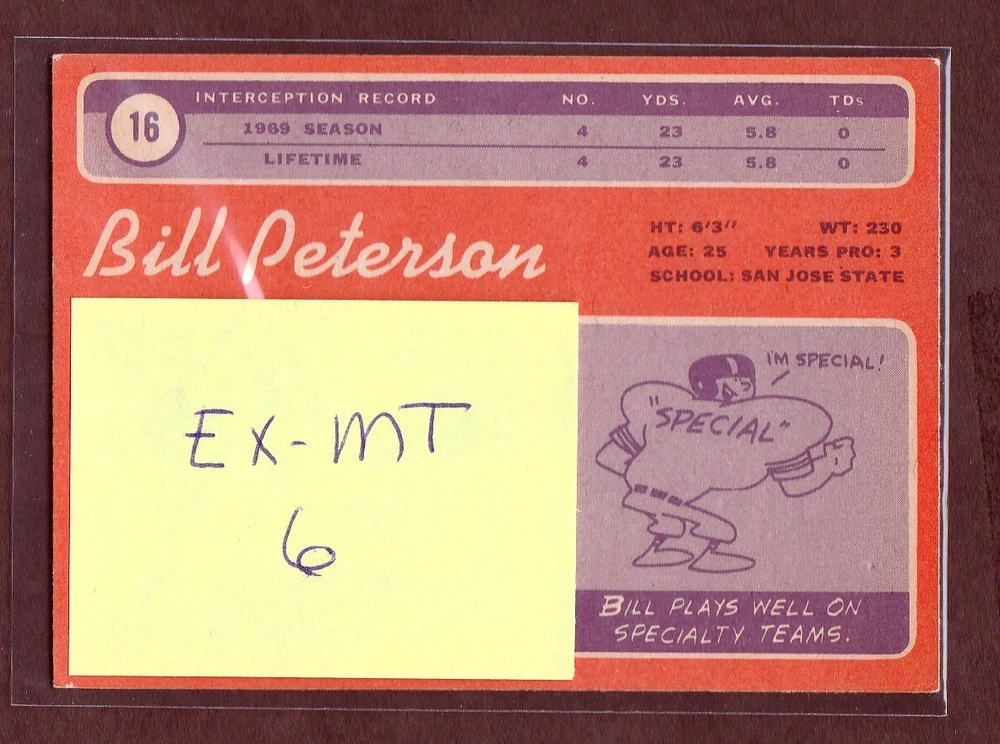 16
INTERCEPTION RECORD NO. YDS. AVG. TDs
1969 SEASON 4 23 5.8 0
LIFETIME 4 23 5.8 0
Bill Peterson
HT: 6'3" WT: 230
AGE: 25 YEARS PRO: 3
SCHOOL: SAN JOSE STATE
EX-MT
6
I'M SPECIAL!
"SPECIAL"
BILL PLAYS WELL ON
SPECIALTY TEAMS.